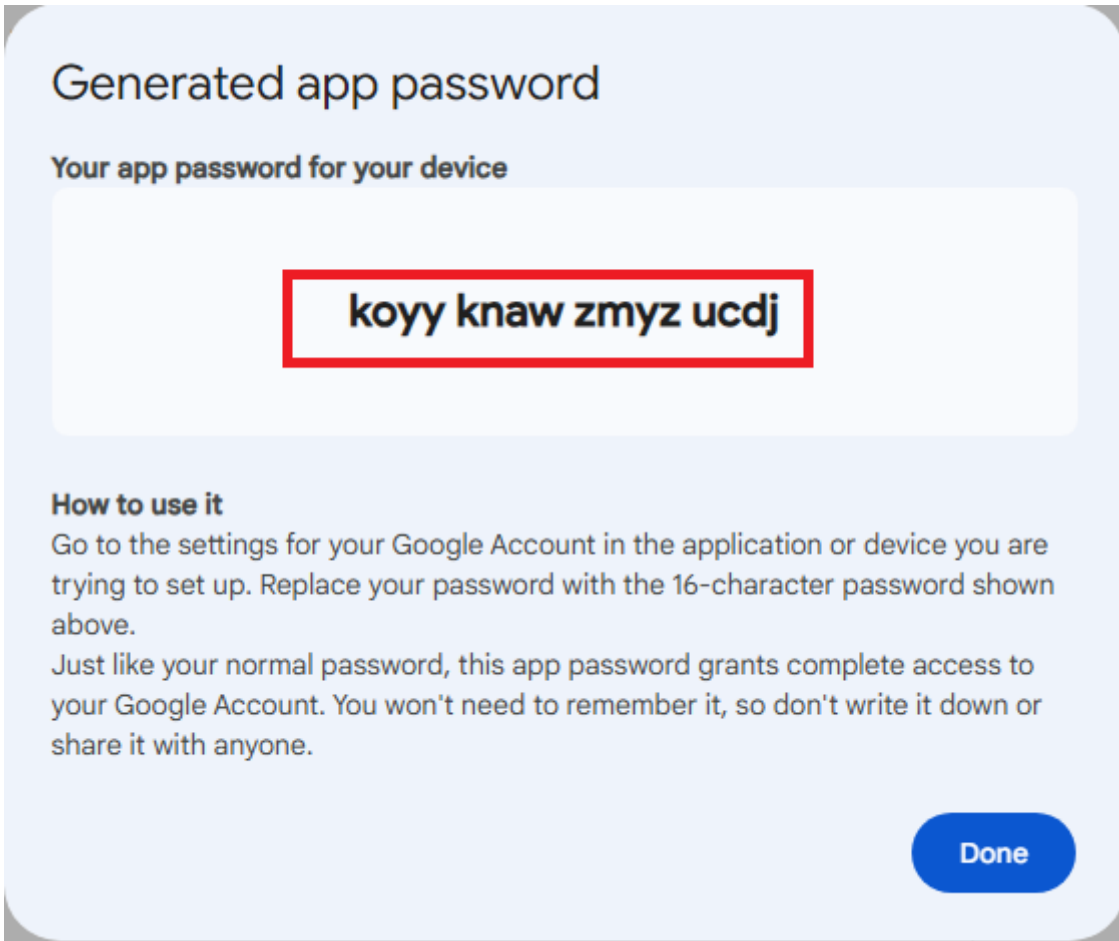 Generated app password
Your app password for your device
koyy knaw zmyz ucdj
How to use it
Go to the settings for your Google Account in the application or device you are
trying to set up. Replace your password with the 16-character password shown
above.
Just like your normal password, this app password grants complete access to
your Google Account. You won't need to remember it, so don't write it down or
share it with anyone.
Done